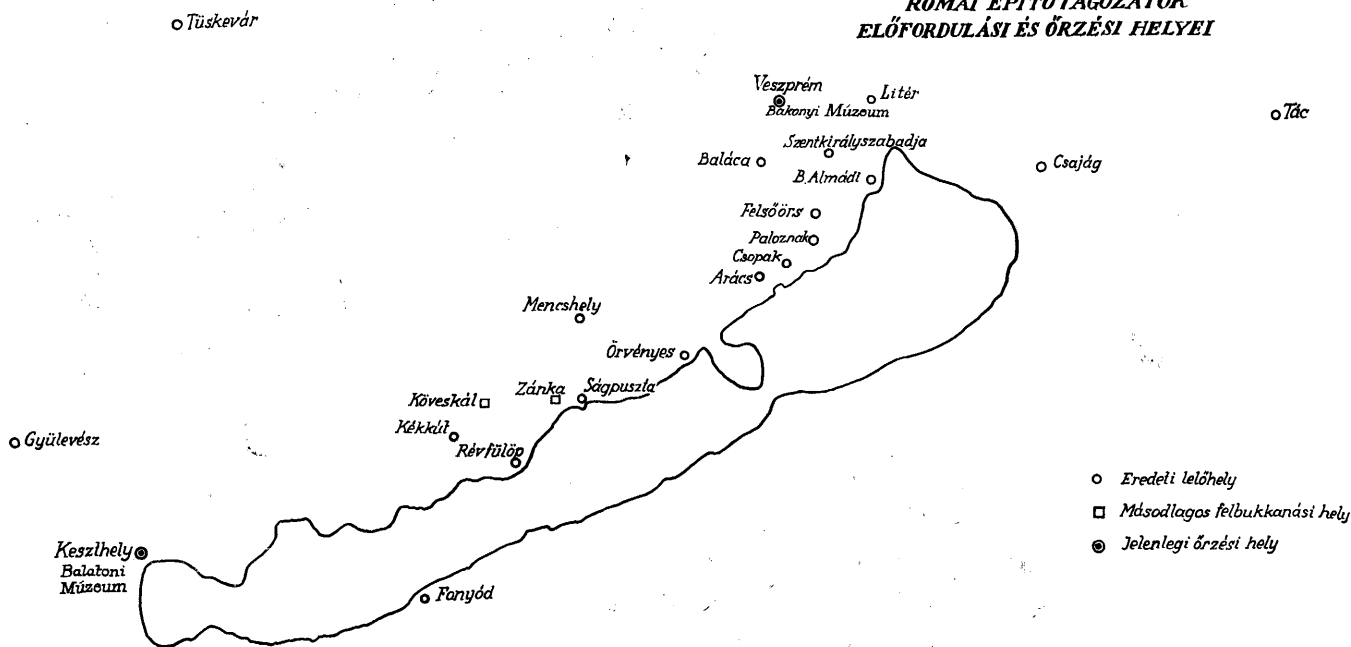 RÓMAI ÉPÍTŐTAGOZATOK
ELŐFORDULÁSI ÉS ŐRZÉSI HELYEI
Tüskevár
Veszprém
Bakonyi Múzeum
Litér
Tác
Szentkirályszabadja
Baláca
Csajág
B.Almádi
Felsőörs
Paloznak
Csopak
Arács
Mencshely
Örvényes
Zánka
Ságpuszta
Köveskál
Kékkút
Gyülevész
Révfülöp
Eredeti lelőhely
Másodlagos felbukkanási hely
Jelenlegi őrzési hely
Keszthely
Balatoni
Múzeum
Fonyód